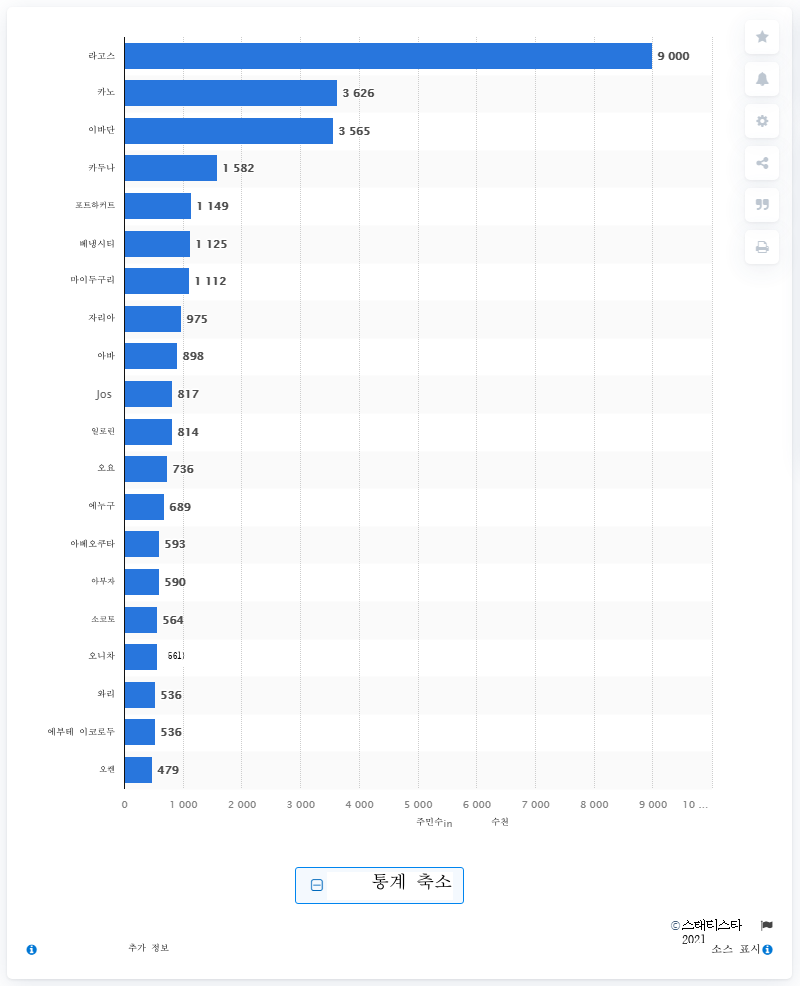 라고스 9 000
카노 3 626
이바단 3 565
카두나 1 582
포트하커트 1 149
베냉시티 1 125
마이두구리 1 112
자리아 975
아바 898
Jos 817
일로린 814
오요 736
에누구 689
아베오쿠타 593
아부자 590
소코토 564
오니차 561)
와리 536
에부테 이코로두 536
오켄 479
0 1 000 2 000 3 000 4 000 5 000 6 000 7 000 8 000 9 000 10 ...
주민수in 수천
통계 축소
©스태티스타
2021
추가 정보 소스 표시